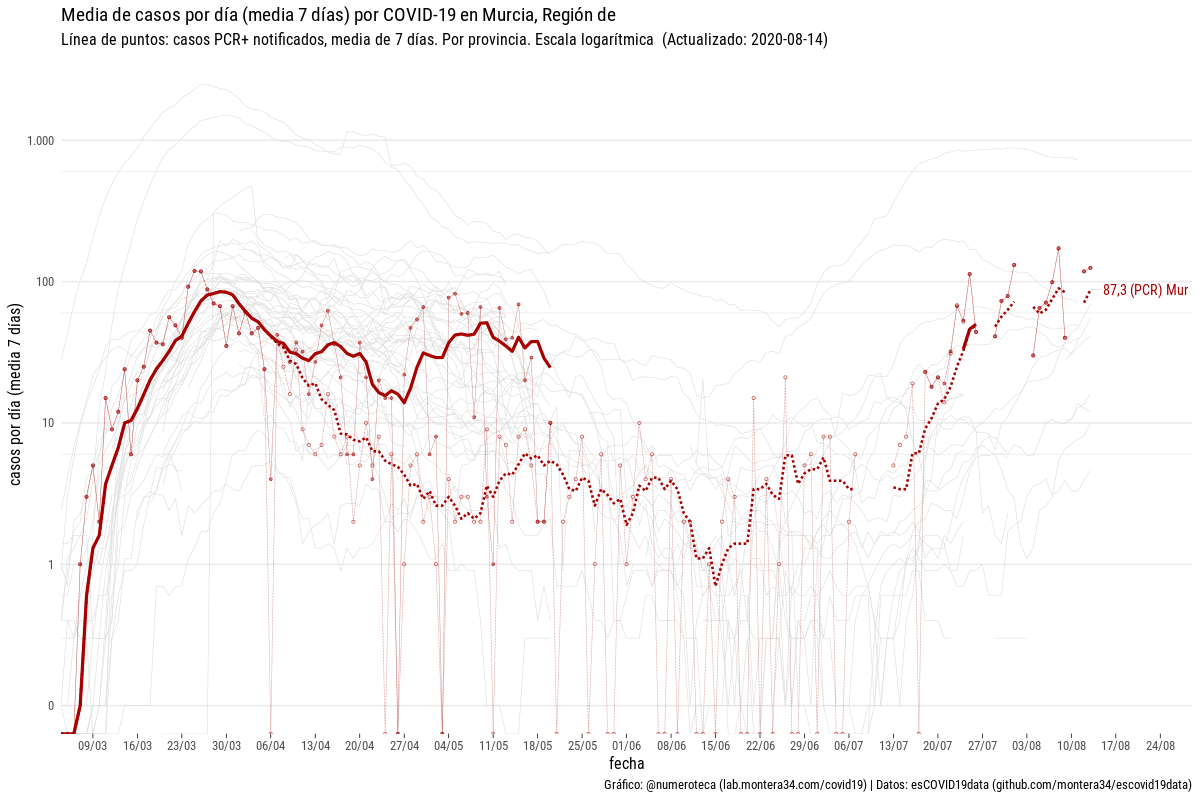 Media de casos por día (media 7 días) por COVID-19 en Murcia, Región de
Línea de puntos: casos PCR+ notificados, media de 7 días. Por provincia. Escala logarítmica (Actualizado: 2020-08-14)
casos por día (media 7 días)
1.000
100
10
1
0
87,3 (PCR) Mur
09/03 16/03 23/03 30/03 06/04 13/04 20/04 27/04 04/05 11/05 18/05 25/05 01/06 08/06 15/06 22/06 29/06 06/07 13/07 20/07 27/07 03/08 10/08 17/08 24/08
fecha
Gráfico: @numeroteca (lab.montera34.com/covid19) | Datos: esCOVID19data (github.com/montera34/escovid19data)